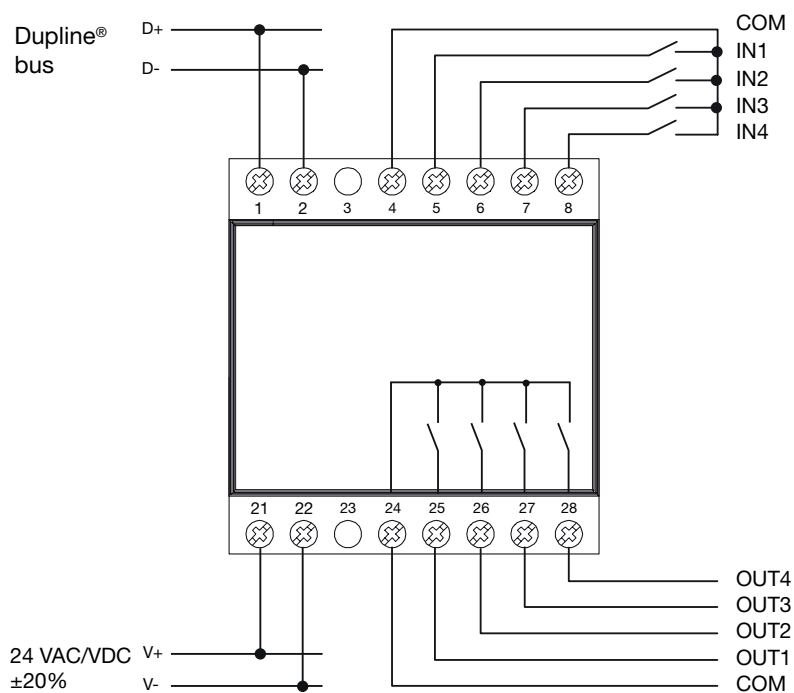 Dupline® bus
D+
D-
COM
IN1
IN2
IN3
IN4
1 2 3 4 5 6 7 8
21 22 23 24 25 26 27 28
OUT4
OUT3
OUT2
OUT1
COM
24 VAC/VDC
±20%
V+
V-